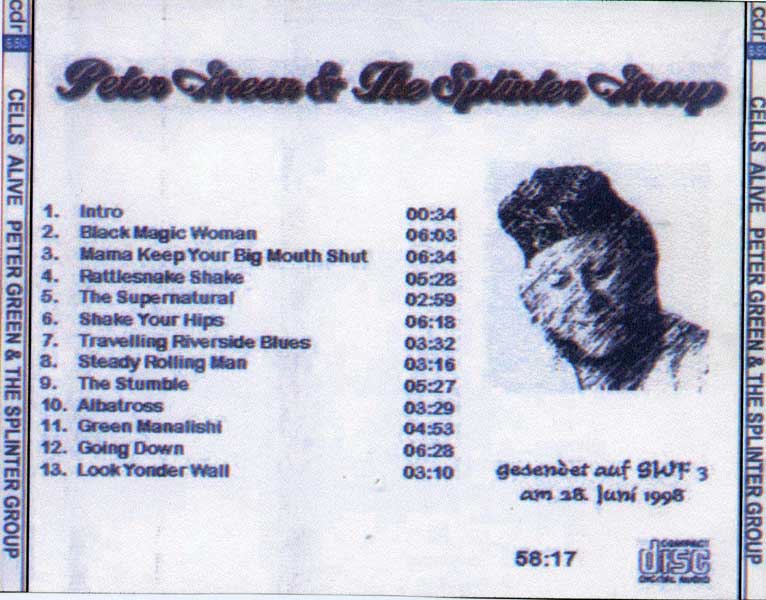 cdr
650
CELLS ALIVE PETER GREEN & THE SPLINTER GROUP
Peter Green & The Splinter Group
1. Intro 00:34
2. Black Magic Woman 06:03
3. Mama Keep Your Big Mouth Shut 06:34
4. Rattlesnake Shake 05:28
5. The Supernatural 02:59
6. Shake Your Hips 06:18
7. Travelling Riverside Blues 03:32
8. Steady Rolling Man 03:16
9. The Stumble 05:27
10. Albatross 03:29
11. Green Manalishi 04:53
12. Going Down 06:28
13. Look Yonder Wall 03:10
gesendet auf SWF 3
am 28. Juni 1998
58:17
COMPACT
disc
DIGITAL AUDIO
cdr
650
CELLS ALIVE PETER GREEN & THE SPLINTER GROUP